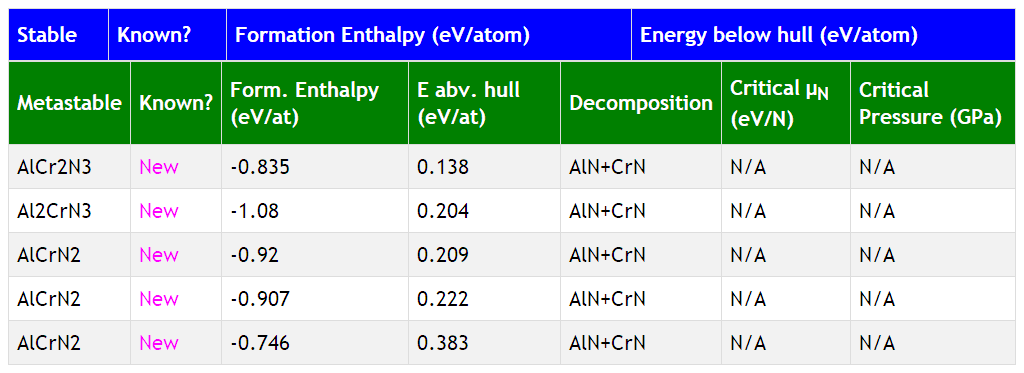 Stable Known? Formation Enthalpy (eV/atom) Energy below hull (eV/atom)
Metastable Known? Form. Enthalpy (eV/at) E abv. hull (eV/at) Decomposition Critical μN (eV/N) Critical Pressure (GPa)
AlCr2N3 New -0.835 0.138 AlN+CrN N/A N/A
Al2CrN3 New -1.08 0.204 AlN+CrN N/A N/A
AlCrN2 New -0.92 0.209 AlN+CrN N/A N/A
AlCrN2 New -0.907 0.222 AlN+CrN N/A N/A
AlCrN2 New -0.746 0.383 AlN+CrN N/A N/A